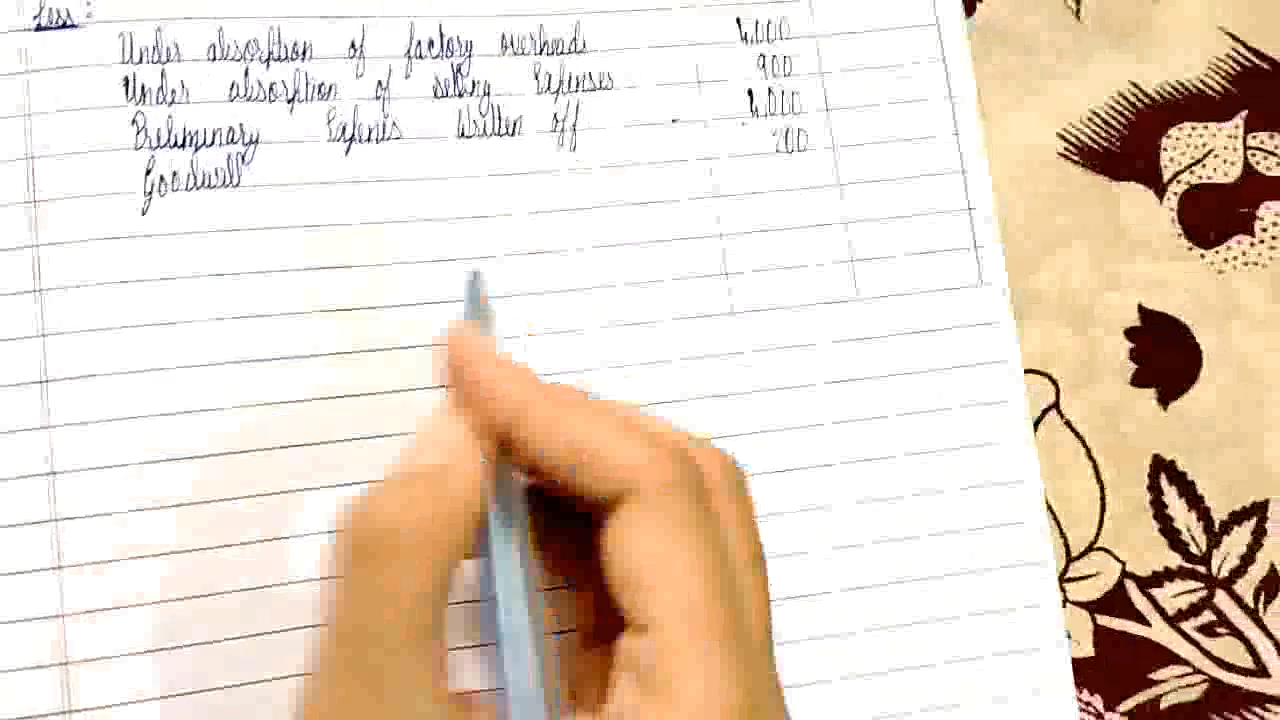 Less:
Under absorption of factory overheads 4,000
Under absorption of selling Expenses 900
Preliminary Expenes written off 4,000
Goodwill 200